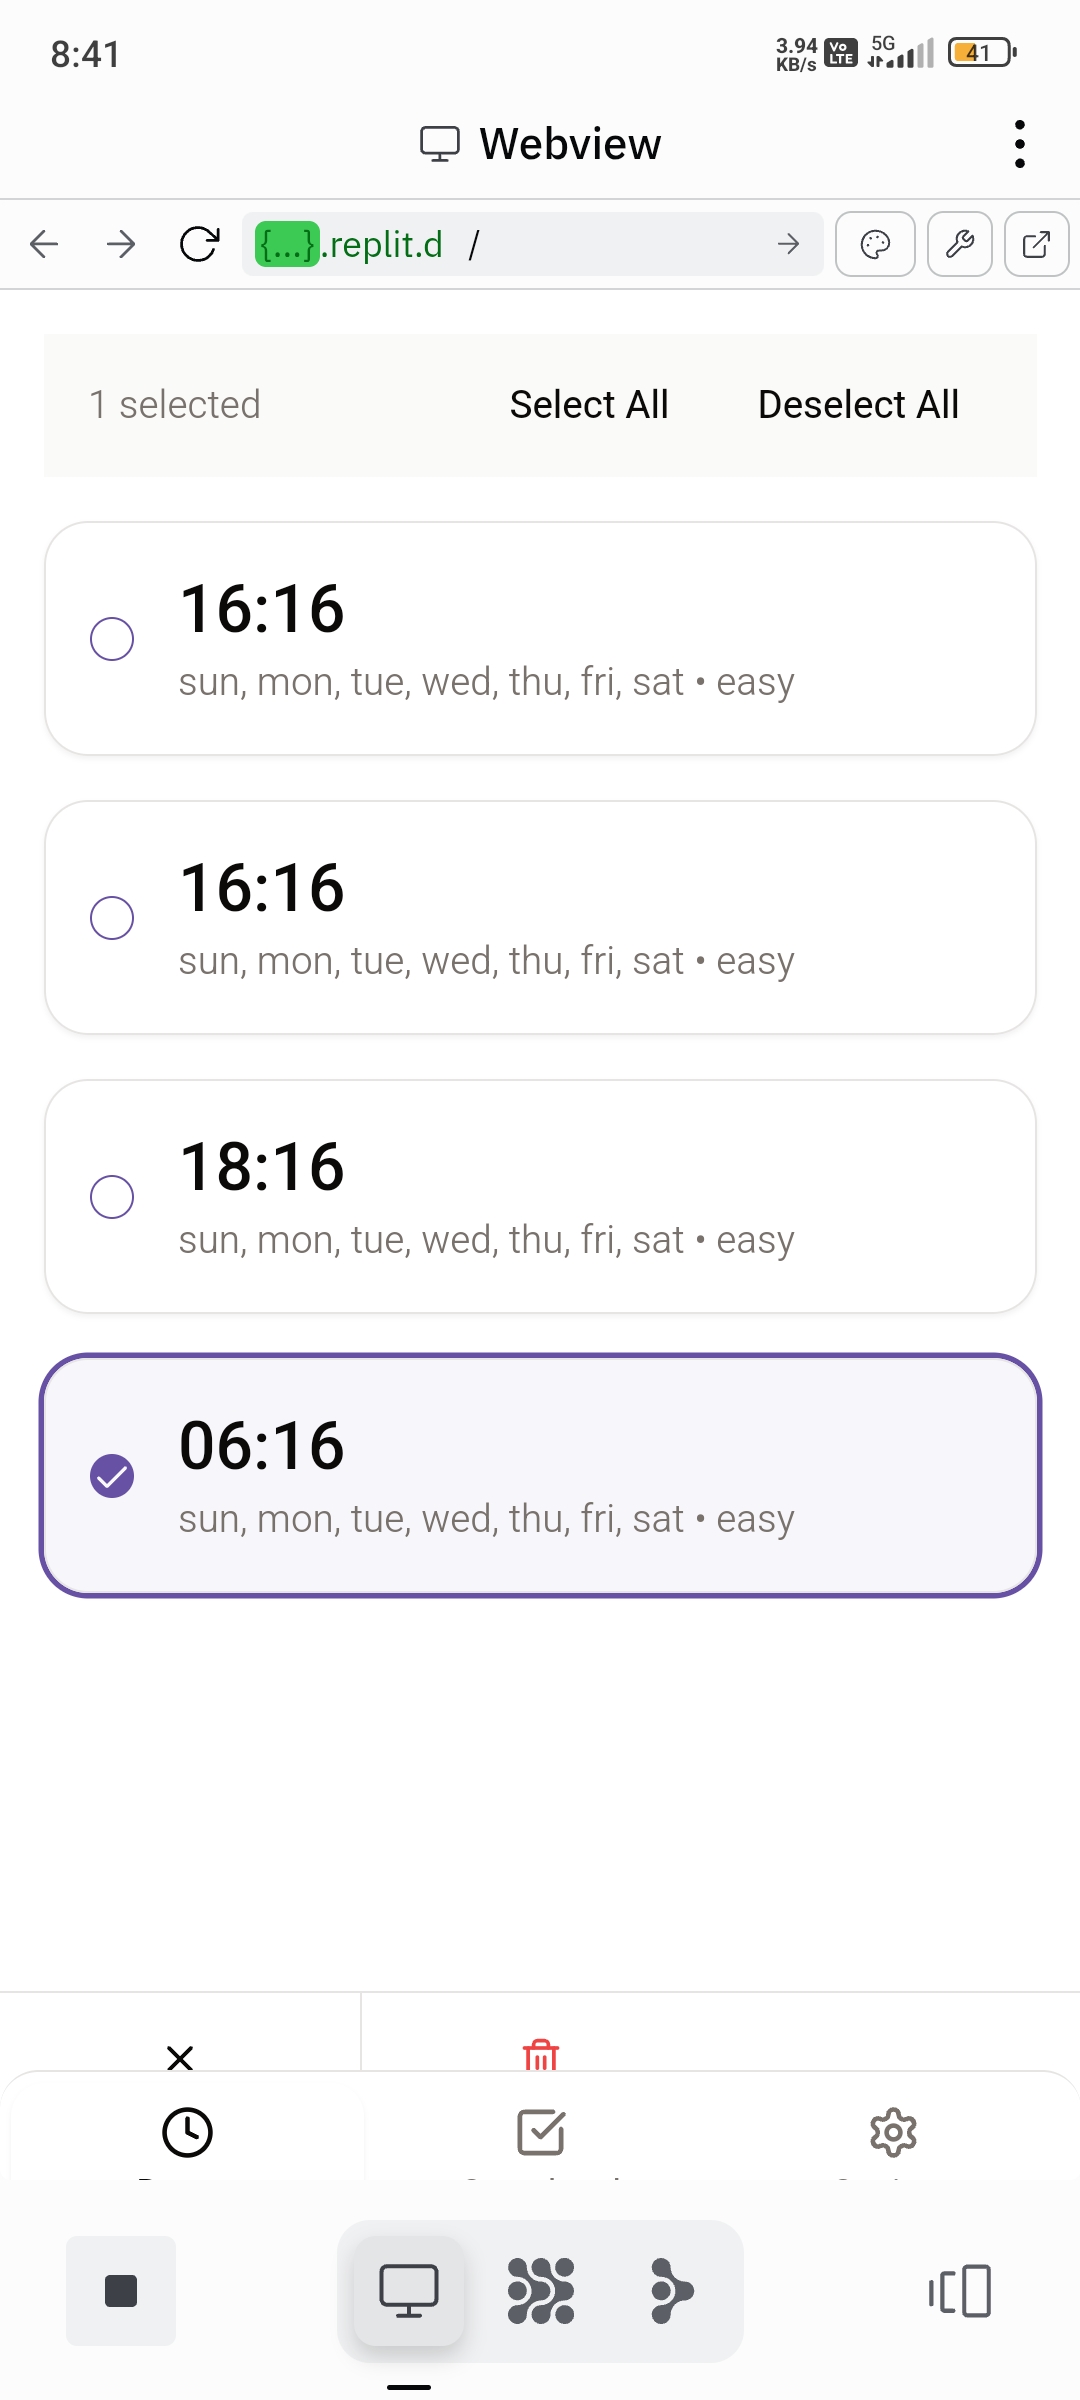 8:41
3.94 KB/s
Vo LTE
5G
41
Webview
{...}.replit.d /
1 selected
Select All
Deselect All
16:16
sun, mon, tue, wed, thu, fri, sat • easy
16:16
sun, mon, tue, wed, thu, fri, sat • easy
18:16
sun, mon, tue, wed, thu, fri, sat • easy
06:16
sun, mon, tue, wed, thu, fri, sat • easy